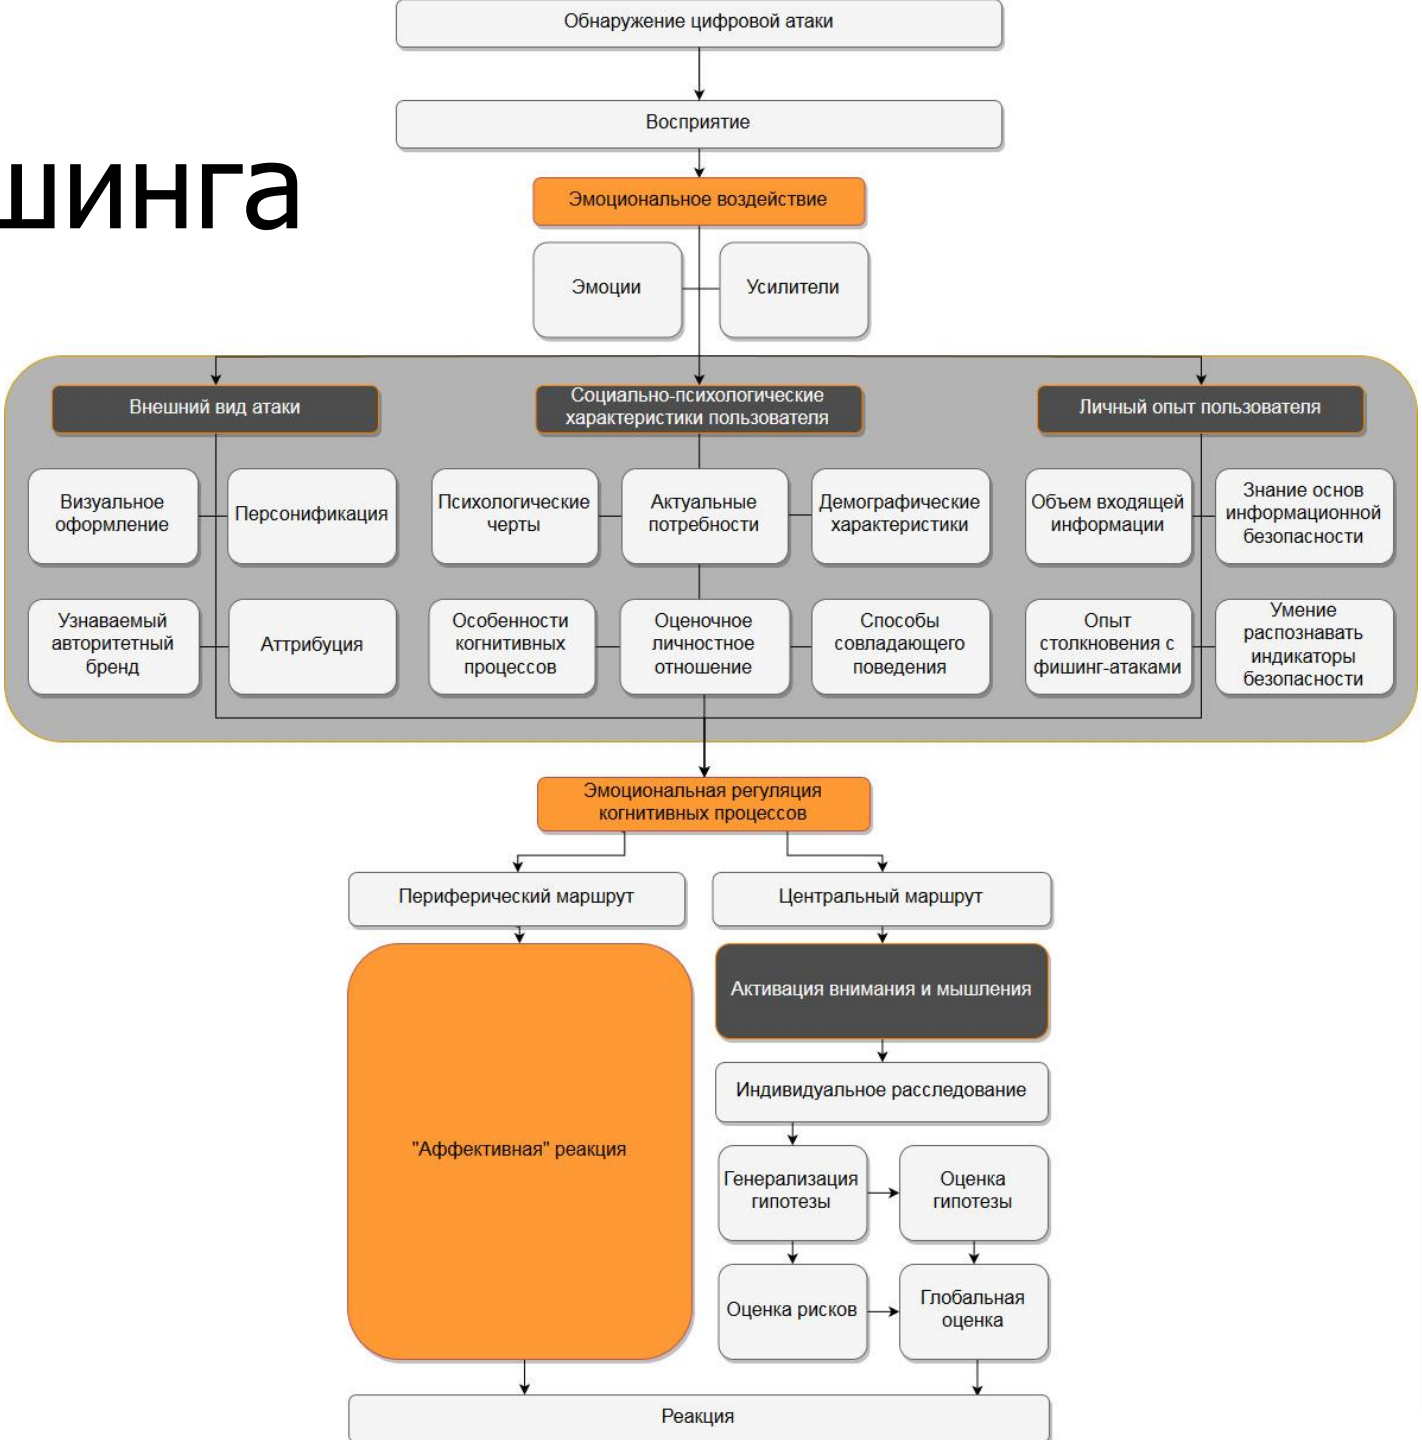 Обнаружение цифровой атаки
Восприятие
шинга
Эмоциональное воздействие
Эмоции
Усилители
Внешний вид атаки
Социально-психологические
характеристики пользователя
Личный опыт пользователя
Визуальное
оформление
Персонификация
Психологические
черты
Актуальные
потребности
Демографические
характеристики
Объем входящей
информации
Знание основ
информационной
безопасности
Узнаваемый
авторитетный
бренд
Аттрибуция
Особенности
когнитивных
процессов
Оценочное
личностное
отношение
Способы
совладающего
поведения
Опыт
столкновения с
фишинг-атаками
Умение
распознавать
индикаторы
безопасности
Эмоциональная регуляция
когнитивных процессов
Периферический маршрут
Центральный маршрут
Активация внимания и мышления
Индивидуальное расследование
"Аффективная" реакция
Генерализация
гипотезы
Оценка
гипотезы
Оценка рисков
Глобальная
оценка
Реакция